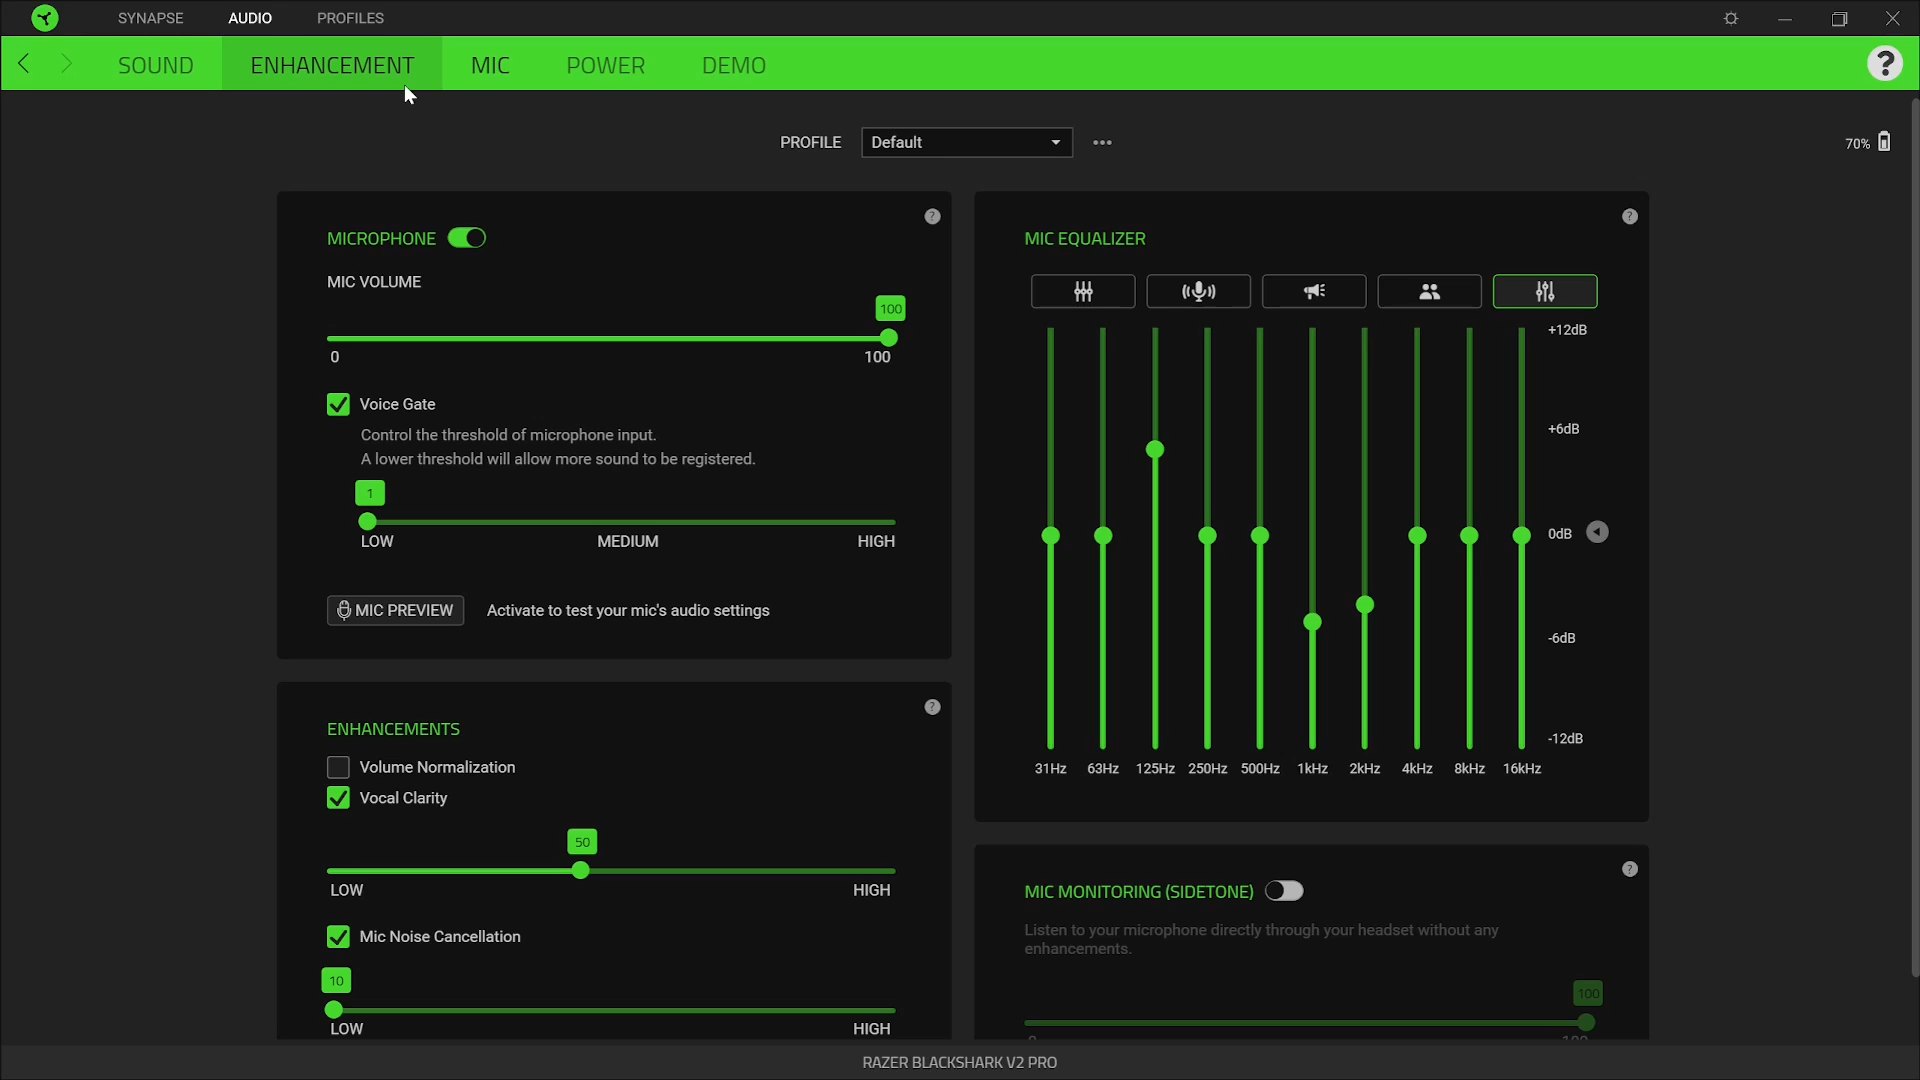 SYNAPSE AUDIO PROFILES
SOUND ENHANCEMENT MIC POWER DEMO ?
PROFILE Default 70%
MICROPHONE
MIC VOLUME
100
0 100
Voice Gate
Control the threshold of microphone input.
A lower threshold will allow more sound to be registered.
1
LOW MEDIUM HIGH
MIC PREVIEW Activate to test your mic's audio settings
ENHANCEMENTS
Volume Normalization
Vocal Clarity
50
LOW HIGH
Mic Noise Cancellation
10
LOW HIGH
MIC EQUALIZER
+12dB
+6dB
0dB
-6dB
-12dB
31Hz 63Hz 125Hz 250Hz 500Hz 1kHz 2kHz 4kHz 8kHz 16kHz
MIC MONITORING (SIDETONE)
Listen to your microphone directly through your headset without any
enhancements.
100
0 100
RAZER BLACKSHARK V2 PRO